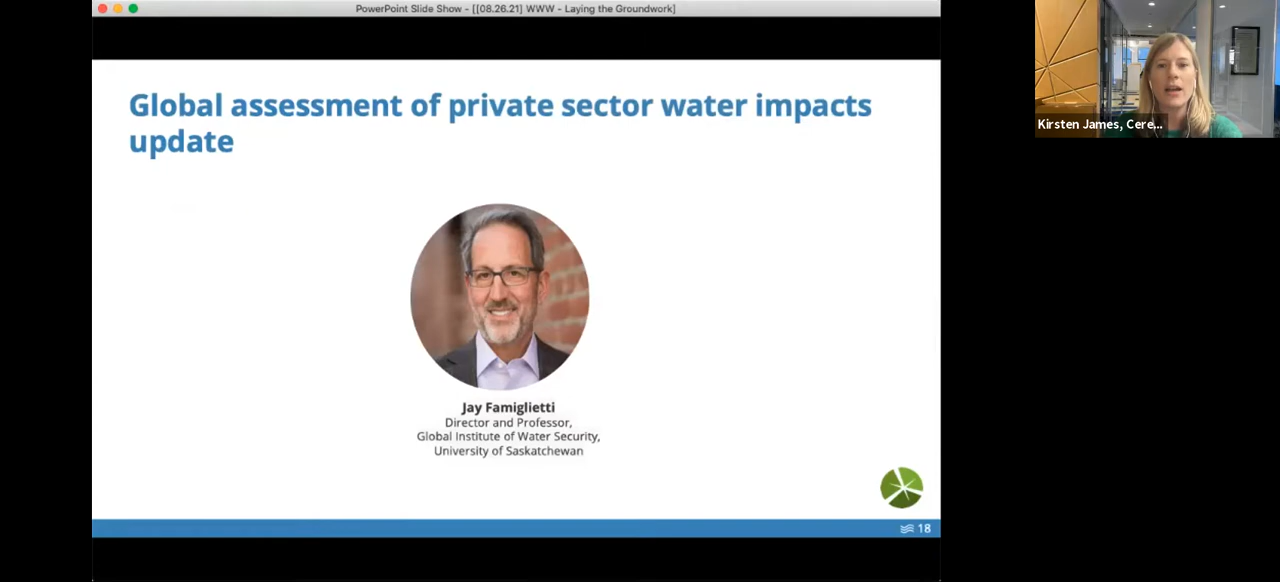 PowerPoint Slide Show - [[08.26.21] WWW - Laying the Groundwork]
Global assessment of private sector water impacts
update
Jay Famiglietti
Director and Professor,
Global Institute of Water Security,
University of Saskatchewan
18
Kirsten James, Cere...